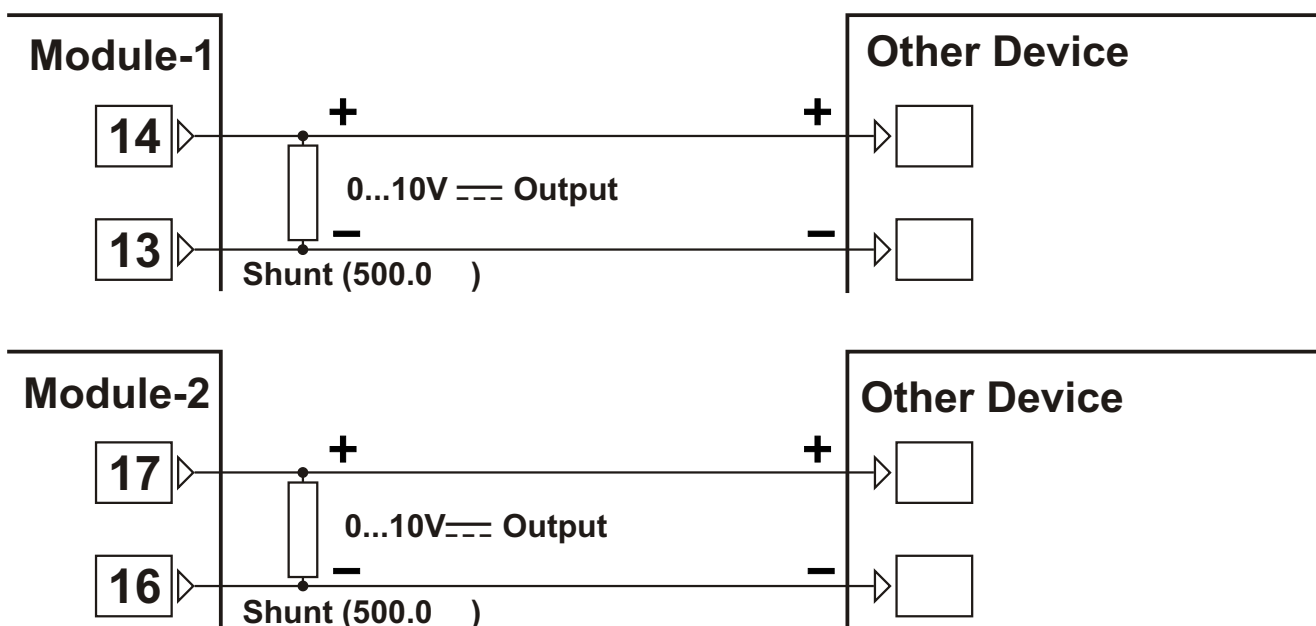 Module-1
Other Device
14
+
+
0...10V Output
13
−
−
Shunt (500.0 )
Module-2
Other Device
17
+
+
0...10V Output
16
−
−
Shunt (500.0 )